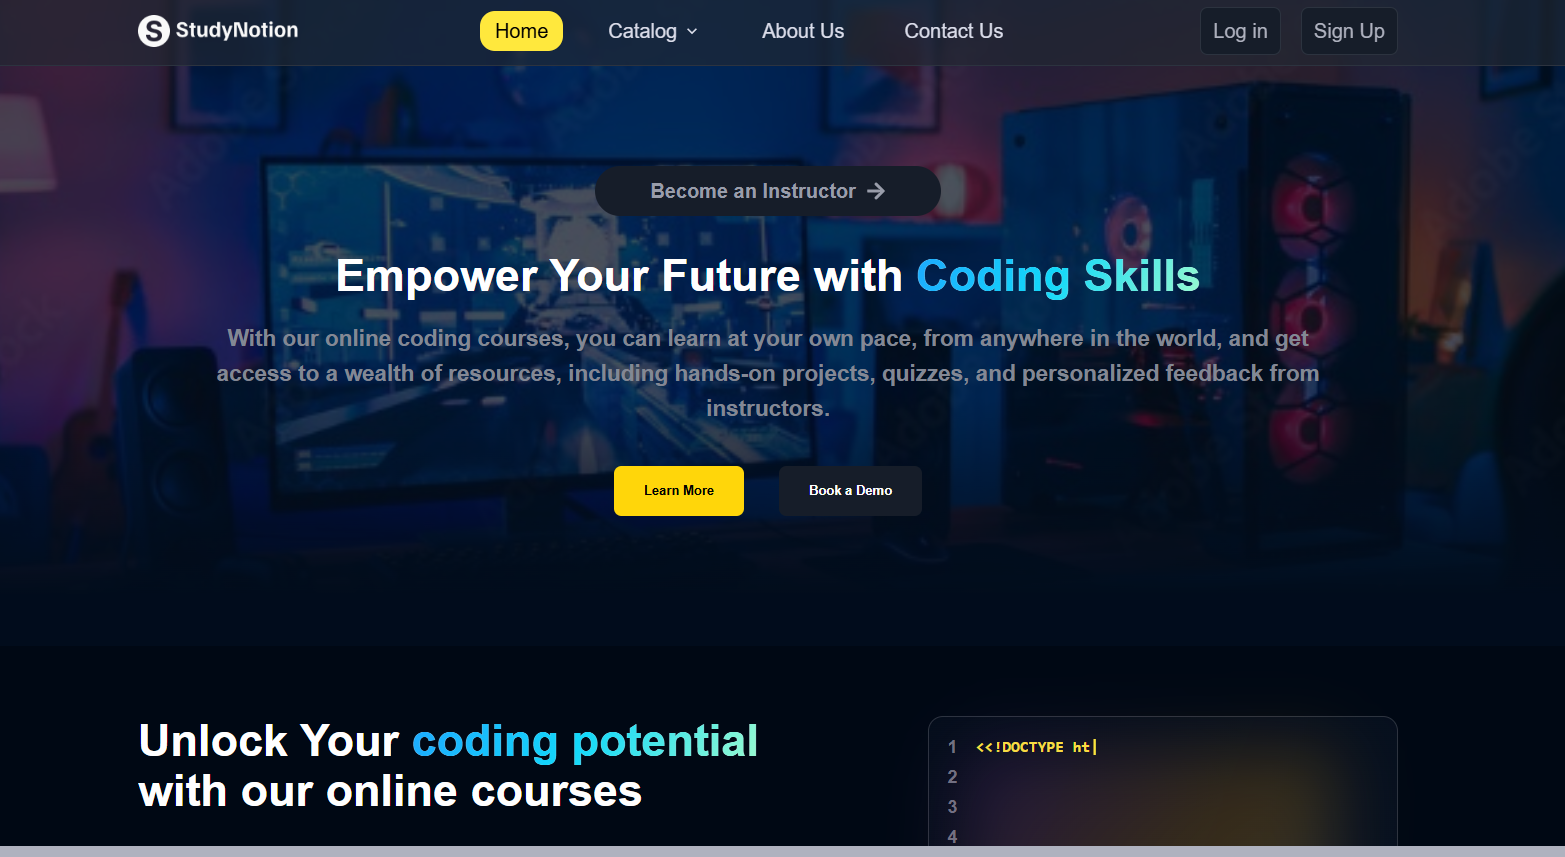 StudyNotion
Home
Catalog
About Us
Contact Us
Log in
Sign Up
Become an Instructor
Empower Your Future with Coding Skills
With our online coding courses, you can learn at your own pace, from anywhere in the world, and get
access to a wealth of resources, including hands-on projects, quizzes, and personalized feedback from
instructors.
Learn More
Book a Demo
Unlock Your coding potential
with our online courses
1 <<!DOCTYPE ht|
2
3
4